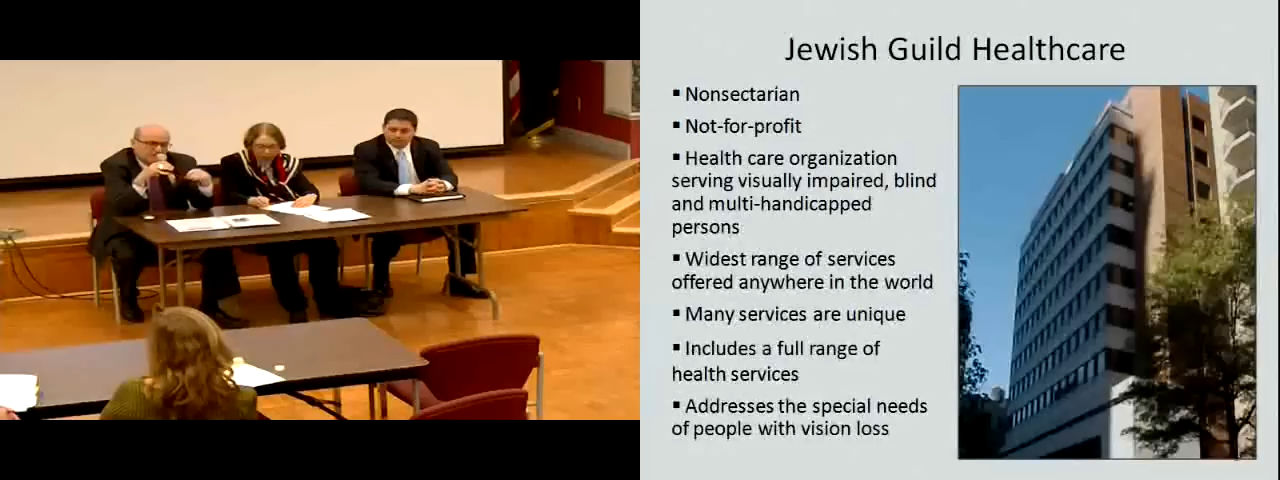 Jewish Guild Healthcare
▪ Nonsectarian
▪ Not-for-profit
▪ Health care organization
serving visually impaired, blind
and multi-handicapped
persons
▪ Widest range of services
offered anywhere in the world
▪ Many services are unique
▪ Includes a full range of
health services
▪ Addresses the special needs
of people with vision loss